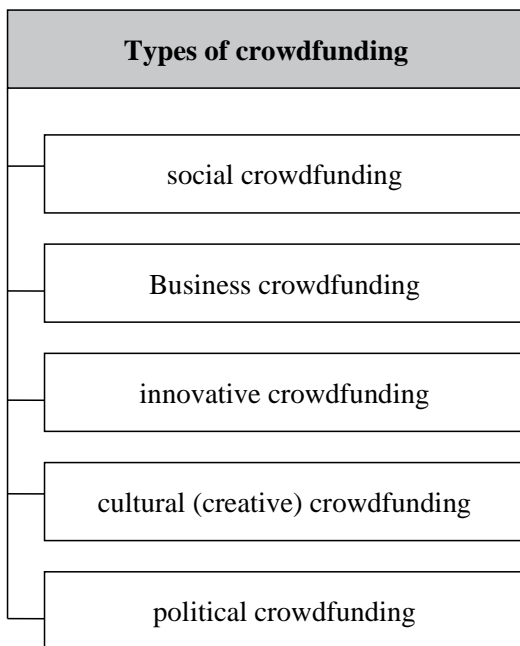 Types of crowdfunding
social crowdfunding
Business crowdfunding
innovative crowdfunding
cultural (creative) crowdfunding
political crowdfunding